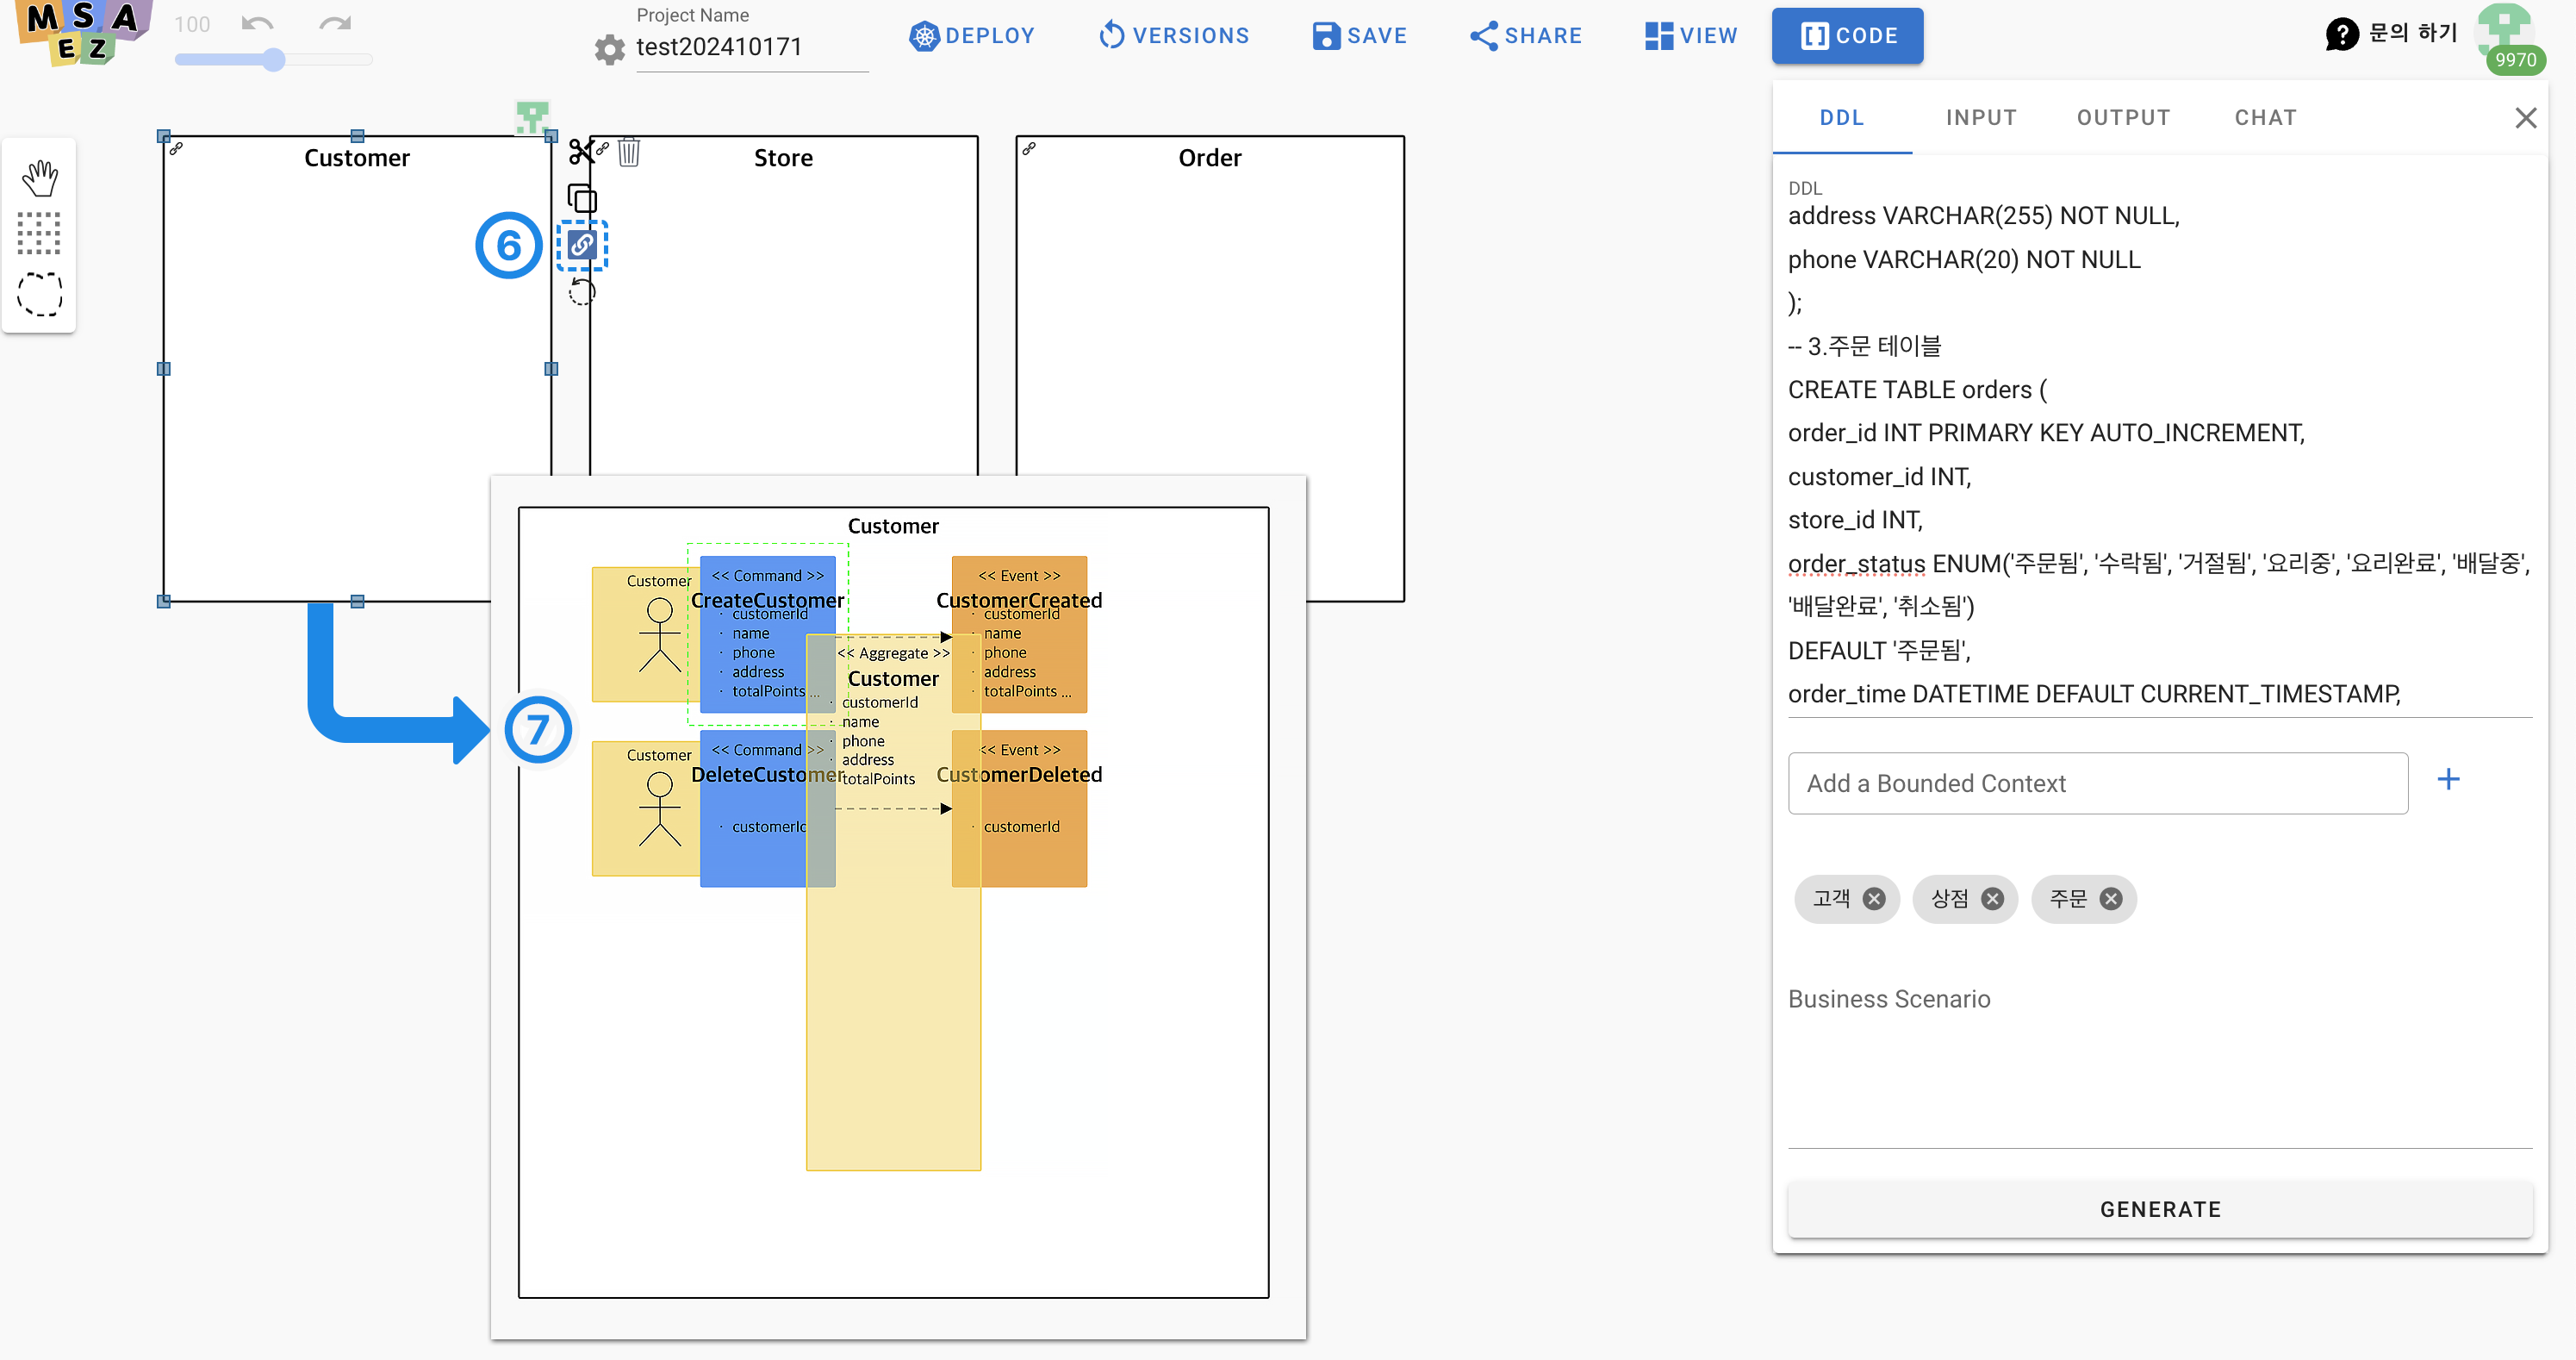 MSA
EZ
100
Project Name
test202410171
DEPLOY
VERSIONS
SAVE
SHARE
VIEW
CODE
문의 하기
9970
Customer
Store
Order
6
DDL
INPUT
OUTPUT
CHAT
DDL
address VARCHAR(255) NOT NULL,
phone VARCHAR(20) NOT NULL
);
-- 3.주문 테이블
CREATE TABLE orders (
order_id INT PRIMARY KEY AUTO_INCREMENT,
customer_id INT,
store_id INT,
order_status ENUM('주문됨', '수락됨', '거절됨', '요리중', '요리완료', '배달중',
'배달완료', '취소됨')
DEFAULT '주문됨',
order_time DATETIME DEFAULT CURRENT_TIMESTAMP,
Add a Bounded Context
고객
상점
주문
Business Scenario
GENERATE
7
Customer
Customer
<< Command >>
CreateCustomer
· customerId
· name
· phone
· address
· totalPoints ...
<< Event >>
CustomerCreated
· customerId
· name
· phone
· address
· totalPoints ...
<< Aggregate >>
Customer
· customerId
· name
· phone
· address
· totalPoints
Customer
<< Command >>
DeleteCustomer
· customerId
<< Event >>
CustomerDeleted
· customerId